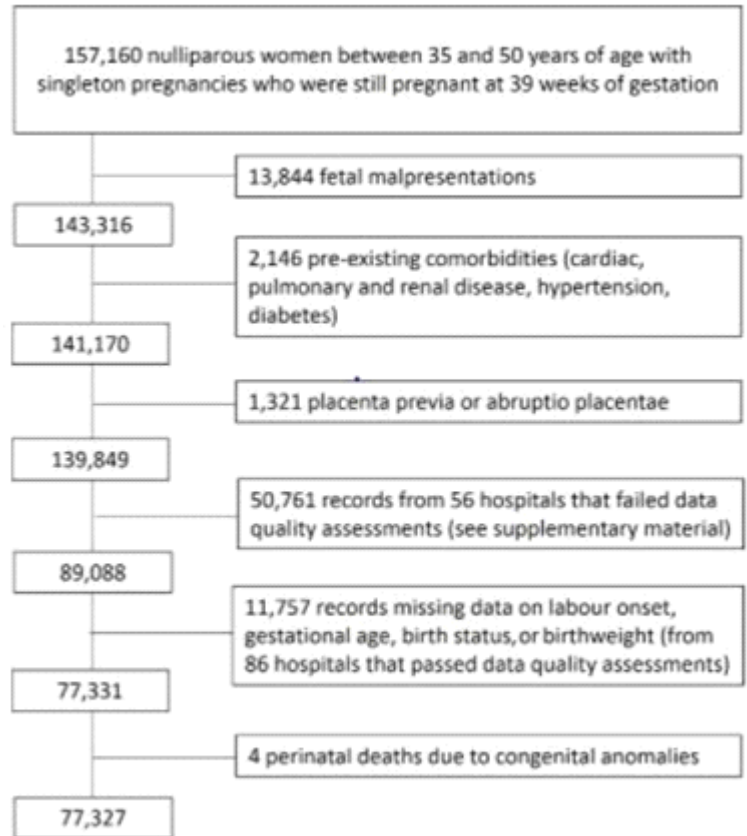 157,160 nulliparous women between 35 and 50 years of age with
singleton pregnancies who were still pregnant at 39 weeks of gestation
13,844 fetal malpresentations
143,316
2,146 pre-existing comorbidities (cardiac,
pulmonary and renal disease, hypertension,
diabetes)
141,170
1,321 placenta previa or abruptio placentae
139,849
50,761 records from 56 hospitals that failed data
quality assessments (see supplementary material)
89,088
11,757 records missing data on labour onset,
gestational age, birth status, or birthweight (from
86 hospitals that passed data quality assessments)
77,331
4 perinatal deaths due to congenital anomalies
77,327